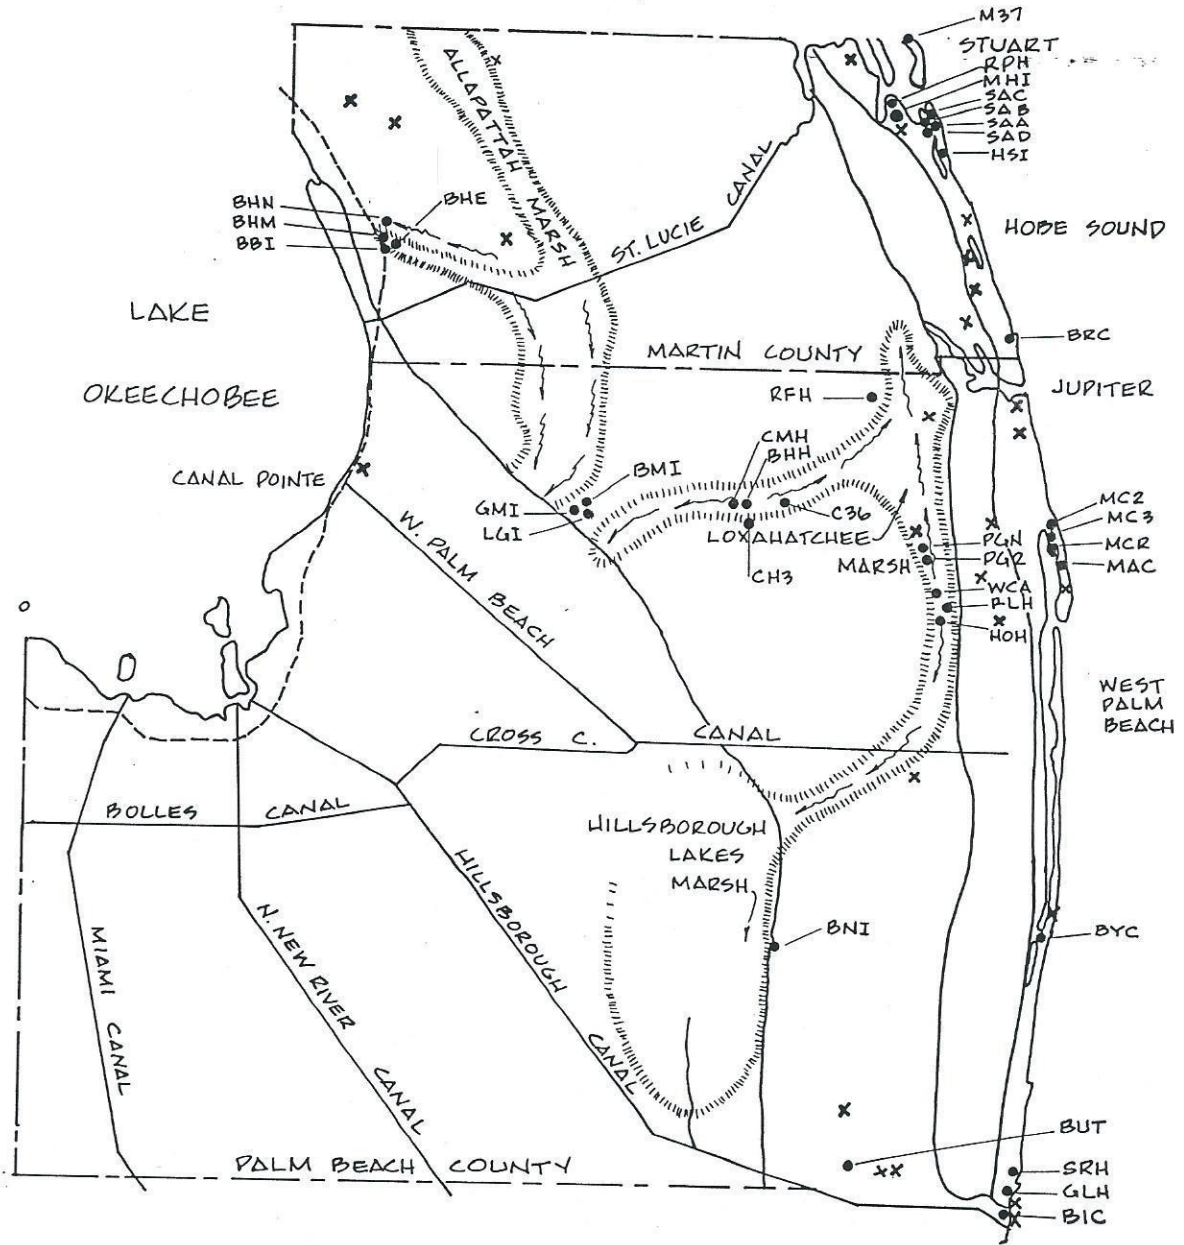 M37
STUART
RPH
MHI
SAC
SAB
SAA
SAD
HSI
ALLAPATTAH
MARSH
ST. LUCIE
CANAL
BHN
BHM
BBI
BHE
HOBE SOUND
LAKE
OKEECHOBEE
BRC
MARTIN COUNTY
JUPITER
RFH
CMH
BHH
BMI
CANAL POINTE
GMI
LGI
C36
LOXAHATCHEE
MARSH
CH3
MC2
MC3
MCR
MAC
PGN
PG2
WCA
RLH
HOH
W. PALM
BEACH
CANAL
WEST
PALM
BEACH
CROSS C.
BOLLES
CANAL
HILLSBOROUGH
LAKES
MARSH
HILLSBOROUGH
CANAL
BNI
BYC
MIAMI
CANAL
N. NEW RIVER
CANAL
BUT
PALM BEACH COUNTY
SRH
GLH
BIC